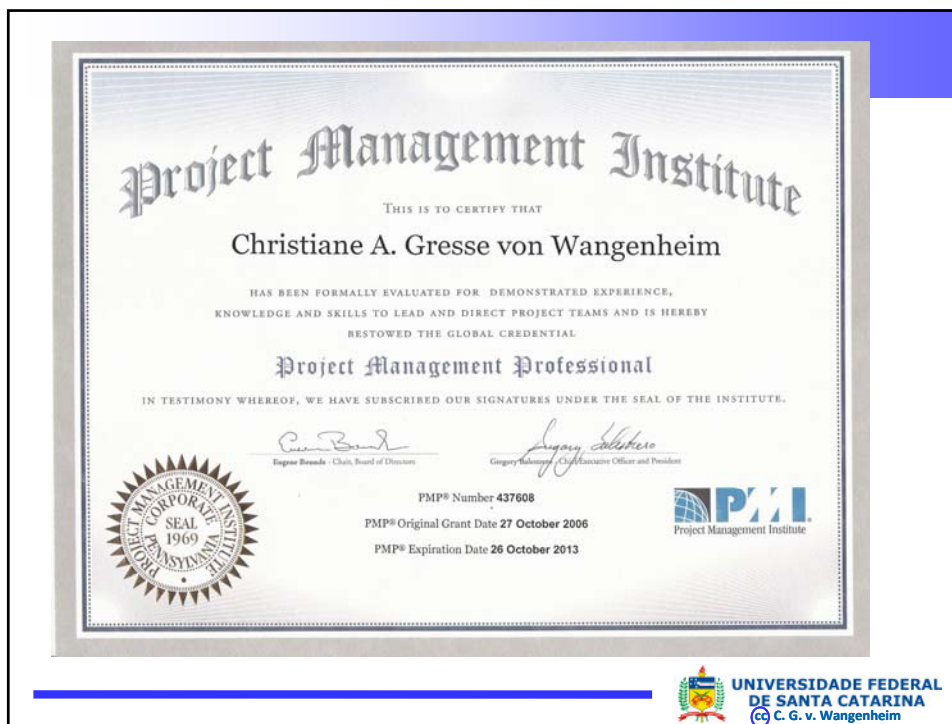 Project Management Institute
THIS IS TO CERTIFY THAT
Christiane A. Gresse von Wangenheim
HAS BEEN FORMALLY EVALUATED FOR DEMONSTRATED EXPERIENCE,
KNOWLEDGE AND SKILLS TO LEAD AND DIRECT PROJECT TEAMS AND IS HEREBY
BESTOWED THE GLOBAL CREDENTIAL
Project Management Professional
IN TESTIMONY WHEREOF, WE HAVE SUBSCRIBED OUR SIGNATURES UNDER THE SEAL OF THE INSTITUTE.
Eugene Bounds · Chair, Board of Directors
Gregory Balestrero · Chief Executive Officer and President
PROJECT MANAGEMENT INSTITUTE
CORPORATE
SEAL
1969
PENNSYLVANIA
PMP® Number 437608
PMP® Original Grant Date 27 October 2006
PMP® Expiration Date 26 October 2013
PMI
Project Management Institute
UNIVERSIDADE FEDERAL
DE SANTA CATARINA
cc C. G. v. Wangenheim